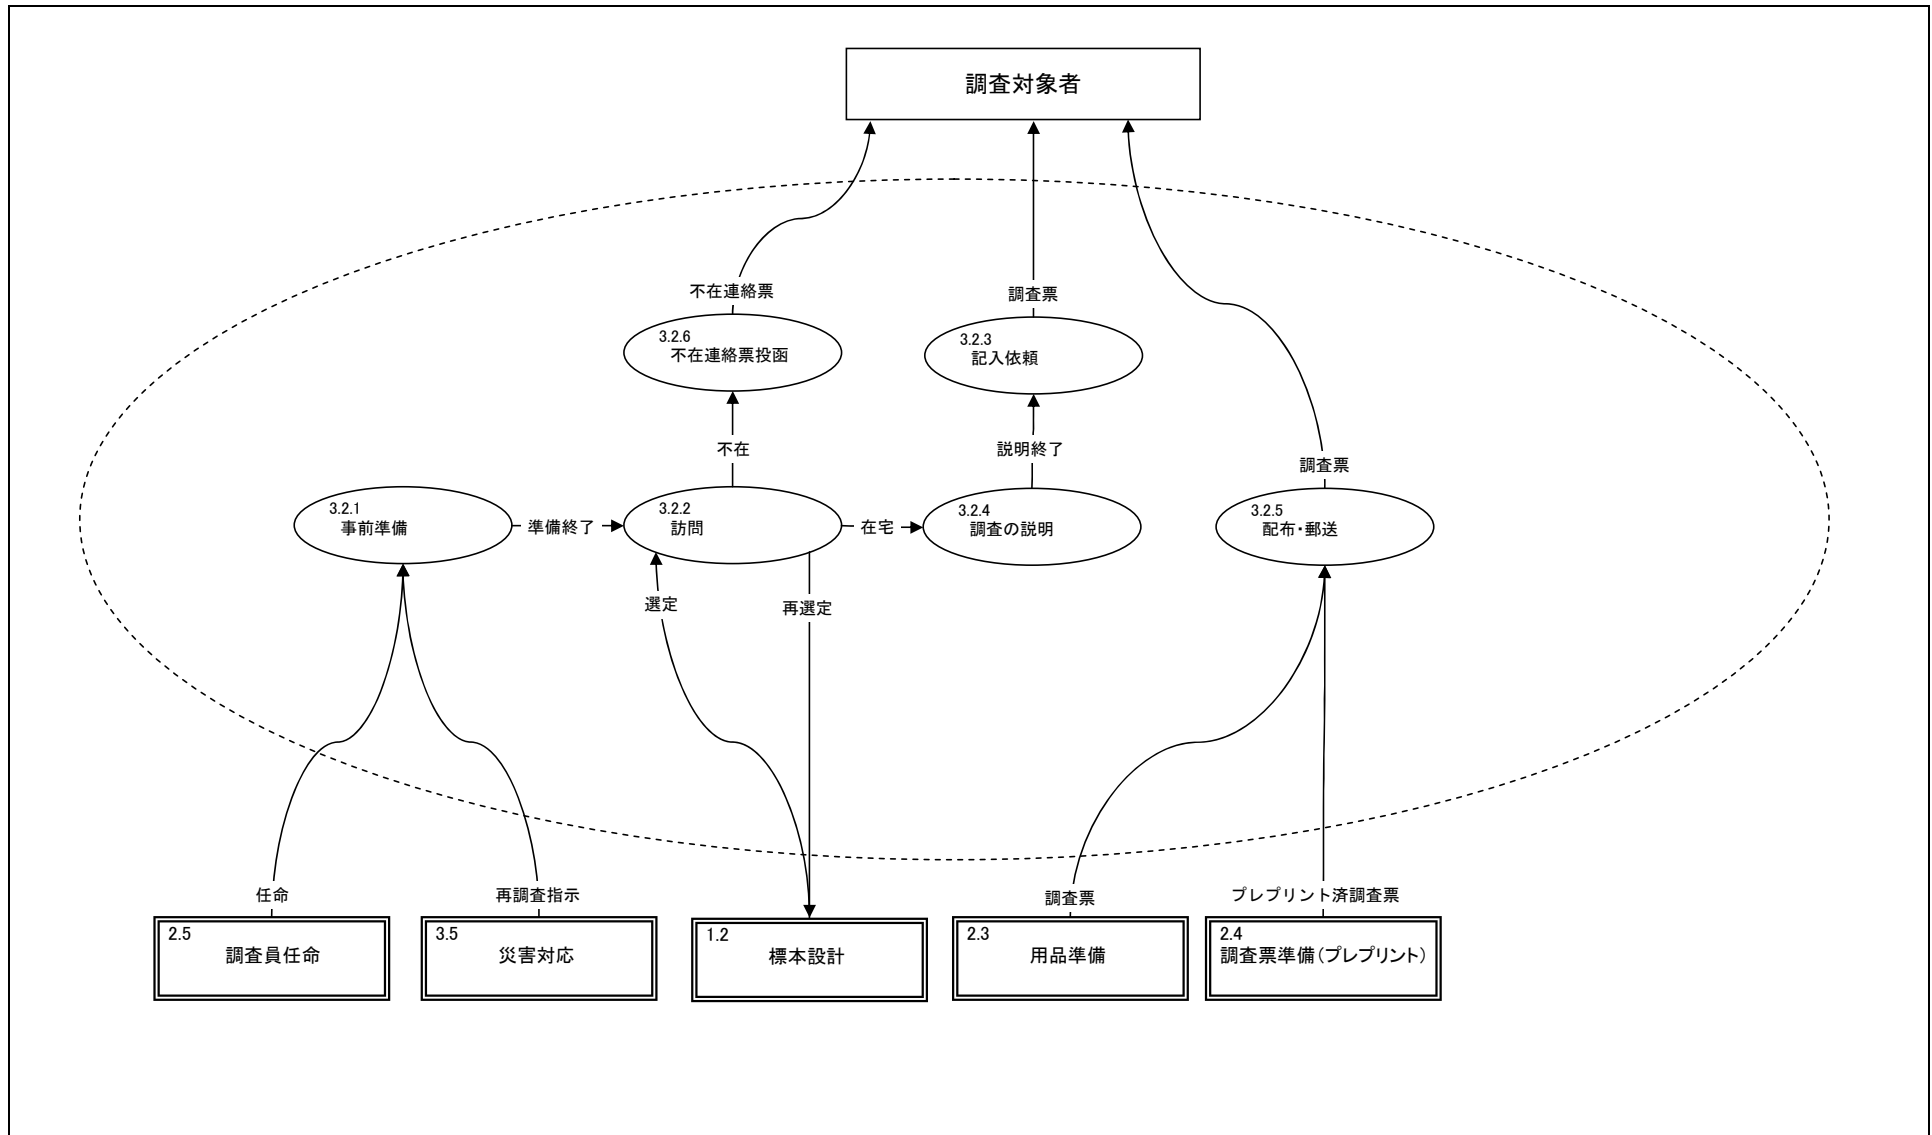 調査対象者
不在連絡票
調査票
3.2.6
不在連絡票投函
3.2.3
記入依頼
不在
説明終了
調査票
3.2.1
事前準備
準備終了
3.2.2
訪問
在宅
3.2.4
調査の説明
3.2.5
配布・郵送
選定
再選定
任命
再調査指示
調査票
プレプリント済調査票
2.5
調査員任命
3.5
災害対応
1.2
標本設計
2.3
用品準備
2.4
調査票準備(プレプリント)